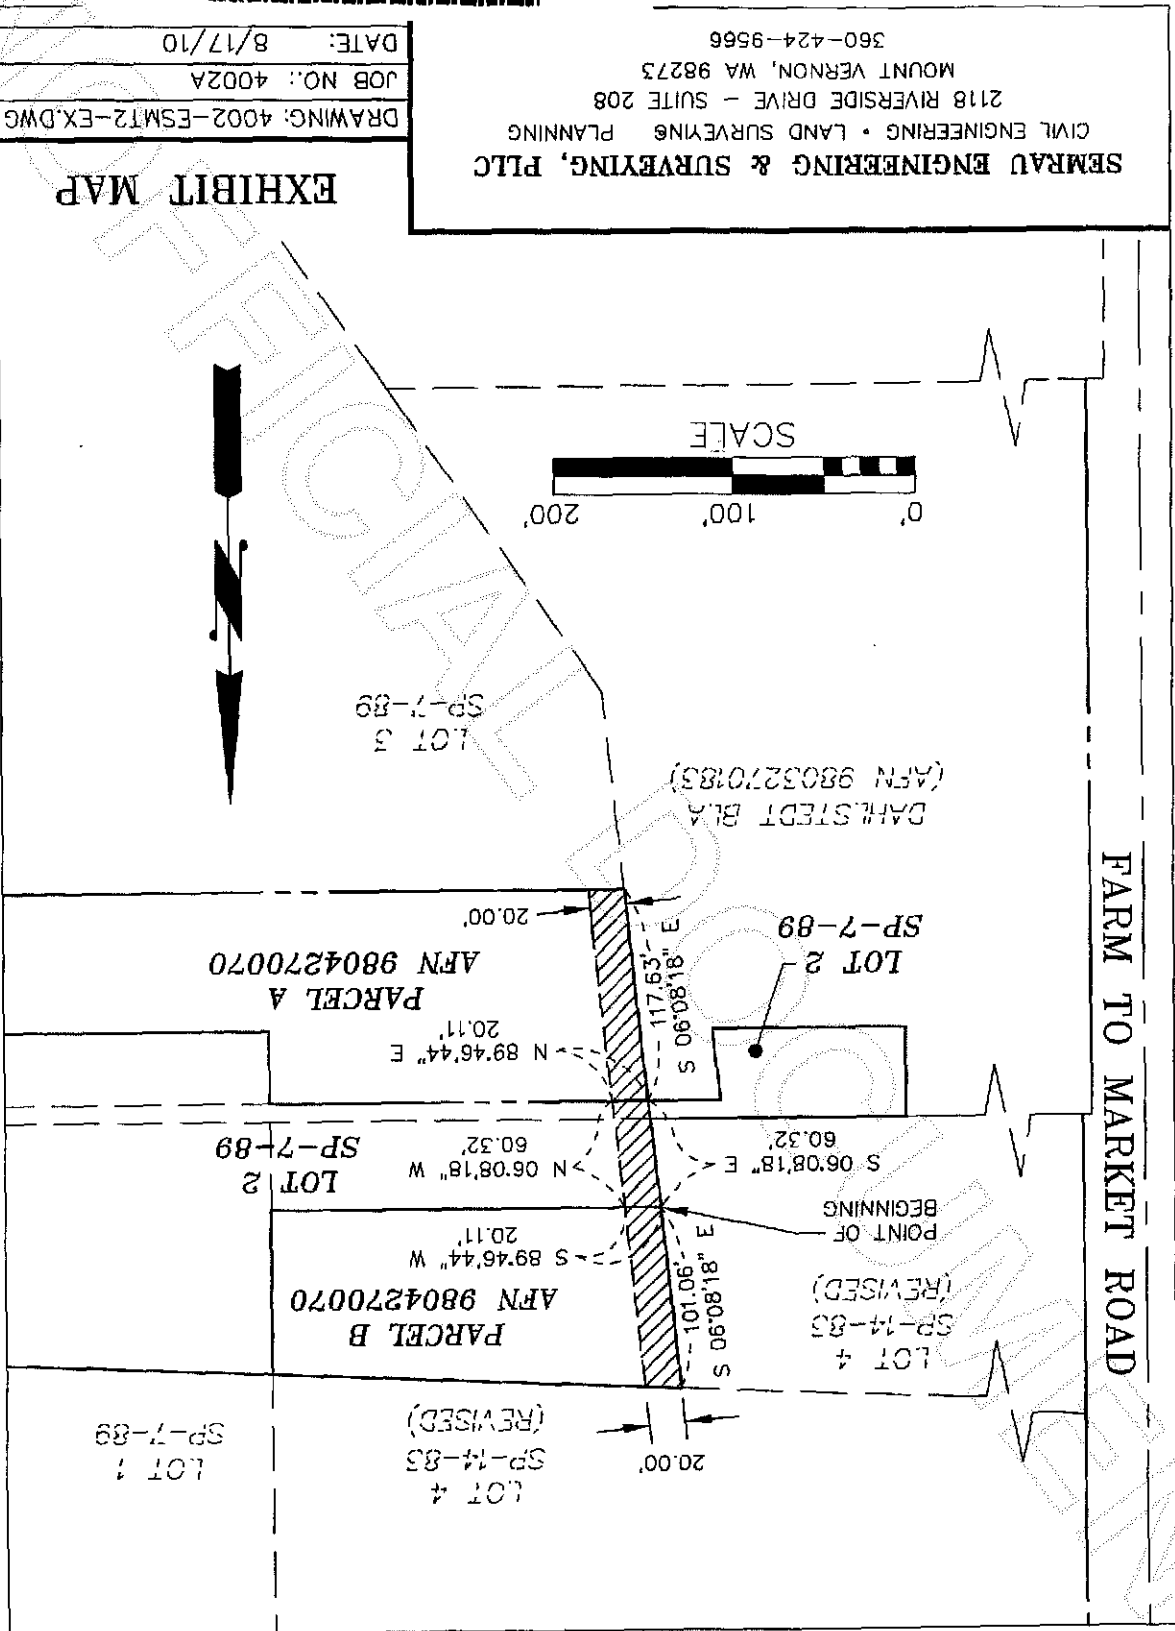 LOT 1
SP-7-89
LOT 4
SP-14-83
(REVISED)
20.00'
LOT 4
SP-14-83
(REVISED)
101.06'
S 06°08'18" E
PARCEL B
AFN 9804270070
S 89°46'44" W
20.11'
POINT OF
BEGINNING
S 06°08'18" E
60.32'
N 06°08'18" W
60.32'
LOT 2
SP-7-89
N 89°46'44" E
20.11'
LOT 2
SP-7-89
117.63'
S 06°08'18" E
PARCEL A
AFN 9804270070
20.00'
FARM TO MARKET ROAD
DAHLSTEDT BLA
(AFN 9803270183)
LOT 3
SP-7-89
N
0' 100' 200'
SCALE
SEMRAU ENGINEERING & SURVEYING, PLLC
CIVIL ENGINEERING • LAND SURVEYING PLANNING
2118 RIVERSIDE DRIVE - SUITE 208
MOUNT VERNON, WA 98273
360-424-9566
EXHIBIT MAP
DRAWING: 4002-ESMT2-EX.DWG
JOB NO.: 4002A
DATE: 8/17/10
UNOFFICIAL DOCUMENT